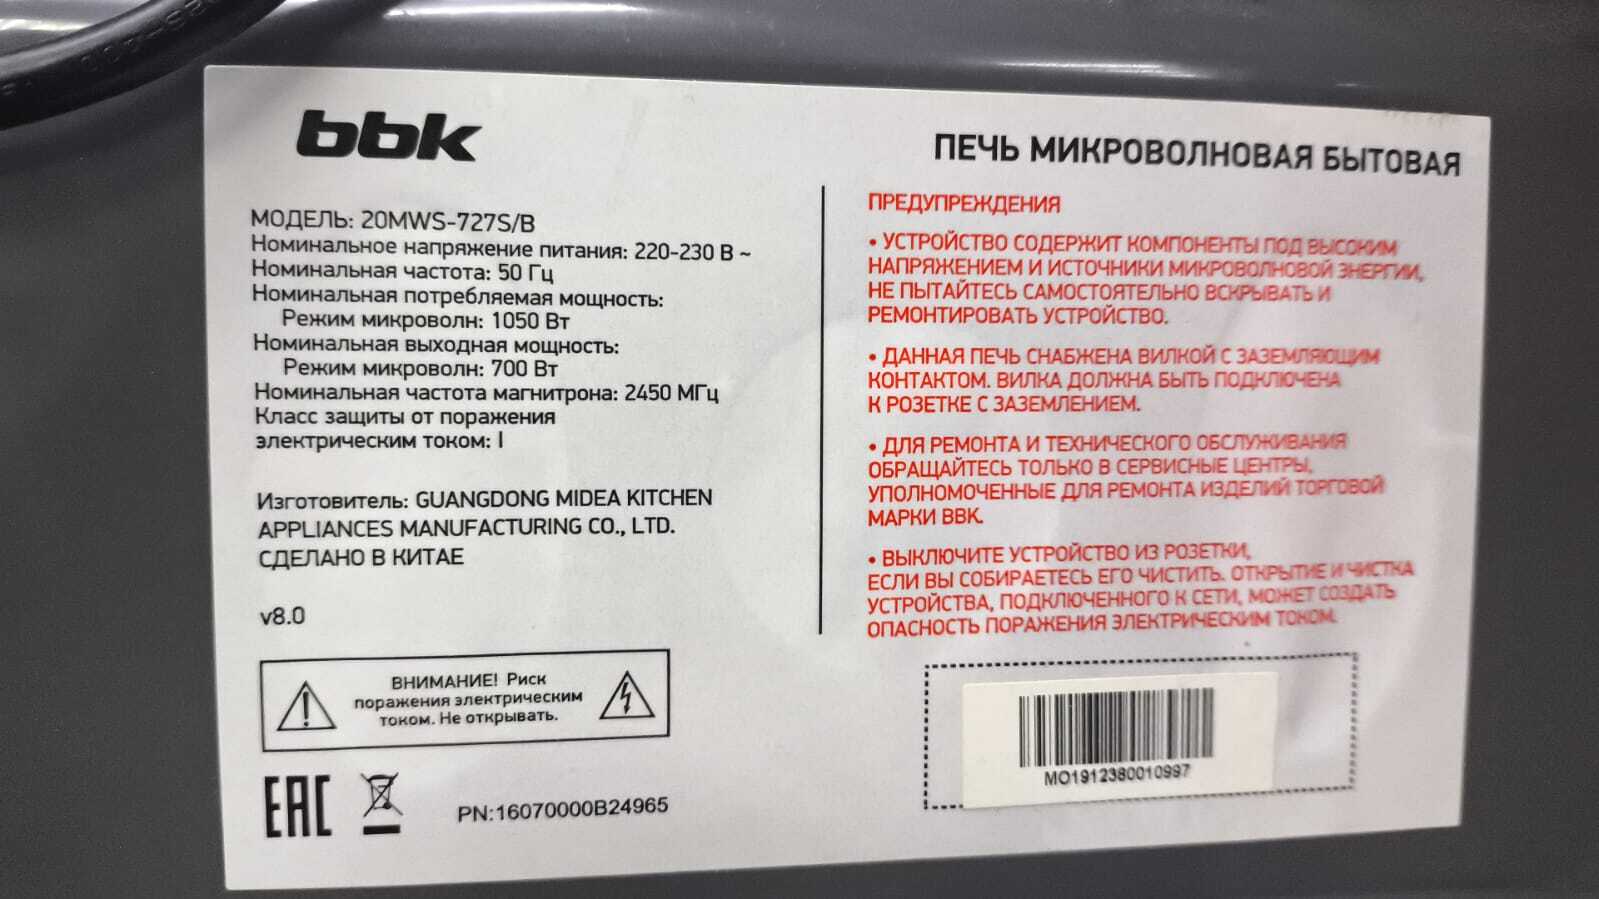 bbk
МОДЕЛЬ: 20MWS-727S/B
Номинальное напряжение питания: 220-230 В ~
Номинальная частота: 50 Гц
Номинальная потребляемая мощность:
Режим микроволн: 1050 Вт
Номинальная выходная мощность:
Режим микроволн: 700 Вт
Номинальная частота магнитрона: 2450 МГц
Класс защиты от поражения
электрическим током: I
Изготовитель: GUANGDONG MIDEA KITCHEN
APPLIANCES MANUFACTURING CO., LTD.
СДЕЛАНО В КИТАЕ
v8.0
ВНИМАНИЕ! Риск
поражения электрическим
током. Не открывать.
EAC
PN:16070000B24965
ПЕЧЬ МИКРОВОЛНОВАЯ БЫТОВАЯ
ПРЕДУПРЕЖДЕНИЯ
• УСТРОЙСТВО СОДЕРЖИТ КОМПОНЕНТЫ ПОД ВЫСОКИМ
НАПРЯЖЕНИЕМ И ИСТОЧНИКИ МИКРОВОЛНОВОЙ ЭНЕРГИИ,
НЕ ПЫТАЙТЕСЬ САМОСТОЯТЕЛЬНО ВСКРЫВАТЬ И
РЕМОНТИРОВАТЬ УСТРОЙСТВО.
• ДАННАЯ ПЕЧЬ СНАБЖЕНА ВИЛКОЙ С ЗАЗЕМЛЯЮЩИМ
КОНТАКТОМ. ВИЛКА ДОЛЖНА БЫТЬ ПОДКЛЮЧЕНА
К РОЗЕТКЕ С ЗАЗЕМЛЕНИЕМ.
• ДЛЯ РЕМОНТА И ТЕХНИЧЕСКОГО ОБСЛУЖИВАНИЯ
ОБРАЩАЙТЕСЬ ТОЛЬКО В СЕРВИСНЫЕ ЦЕНТРЫ,
УПОЛНОМОЧЕННЫЕ ДЛЯ РЕМОНТА ИЗДЕЛИЙ ТОРГОВОЙ
МАРКИ BBK.
• ВЫКЛЮЧИТЕ УСТРОЙСТВО ИЗ РОЗЕТКИ,
ЕСЛИ ВЫ СОБИРАЕТЕСЬ ЕГО ЧИСТИТЬ. ОТКРЫТИЕ И ЧИСТКА
УСТРОЙСТВА, ПОДКЛЮЧЕННОГО К СЕТИ, МОЖЕТ СОЗДАТЬ
ОПАСНОСТЬ ПОРАЖЕНИЯ ЭЛЕКТРИЧЕСКИМ ТОКОМ.
MO1912380010997